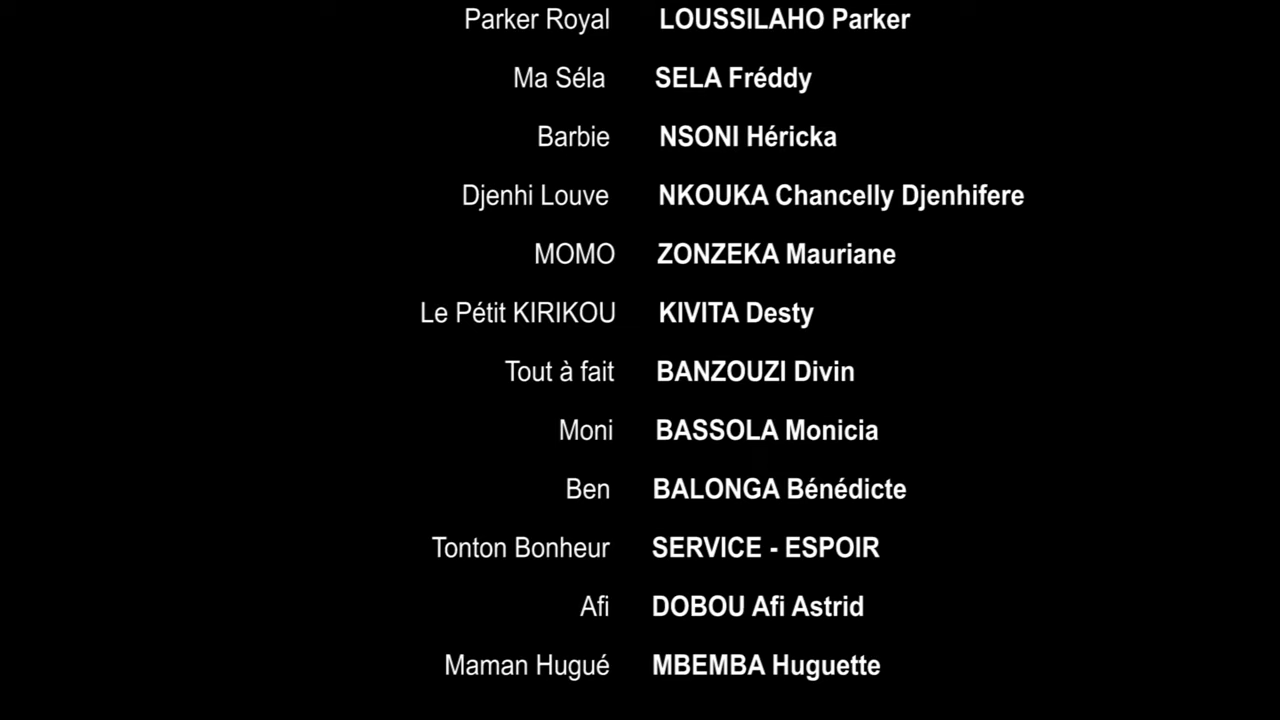 Parker Royal LOUSSILAHO Parker
Ma Séla SELA Fréddy
Barbie NSONI Héricka
Djenhi Louve NKOUKA Chancelly Djenhifere
MOMO ZONZEKA Mauriane
Le Pétit KIRIKOU KIVITA Desty
Tout à fait BANZOUZI Divin
Moni BASSOLA Monicia
Ben BALONGA Bénédicte
Tonton Bonheur SERVICE - ESPOIR
Afi DOBOU Afi Astrid
Maman Hugué MBEMBA Huguette